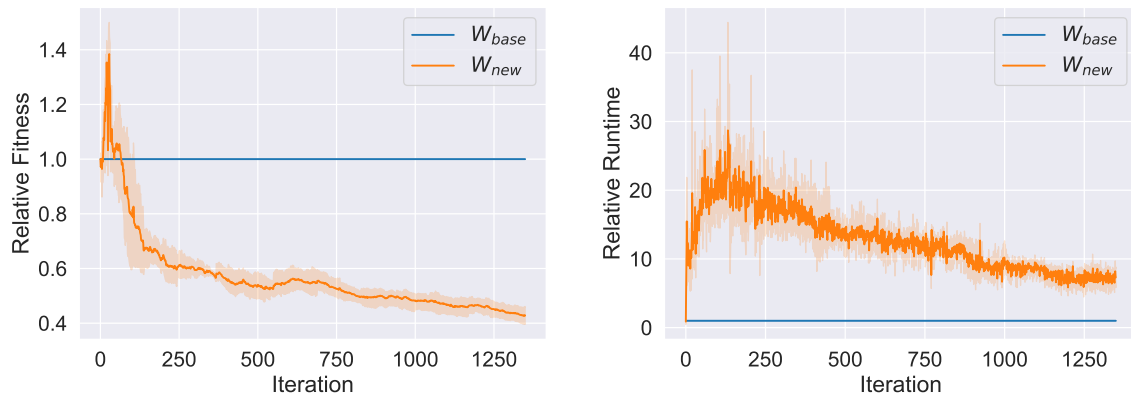 W_base
W_new
1.4
1.2
1.0
0.8
0.6
0.4
Relative Fitness
0 250 500 750 1000 1250
Iteration
W_base
W_new
40
30
20
10
0
Relative Runtime
0 250 500 750 1000 1250
Iteration